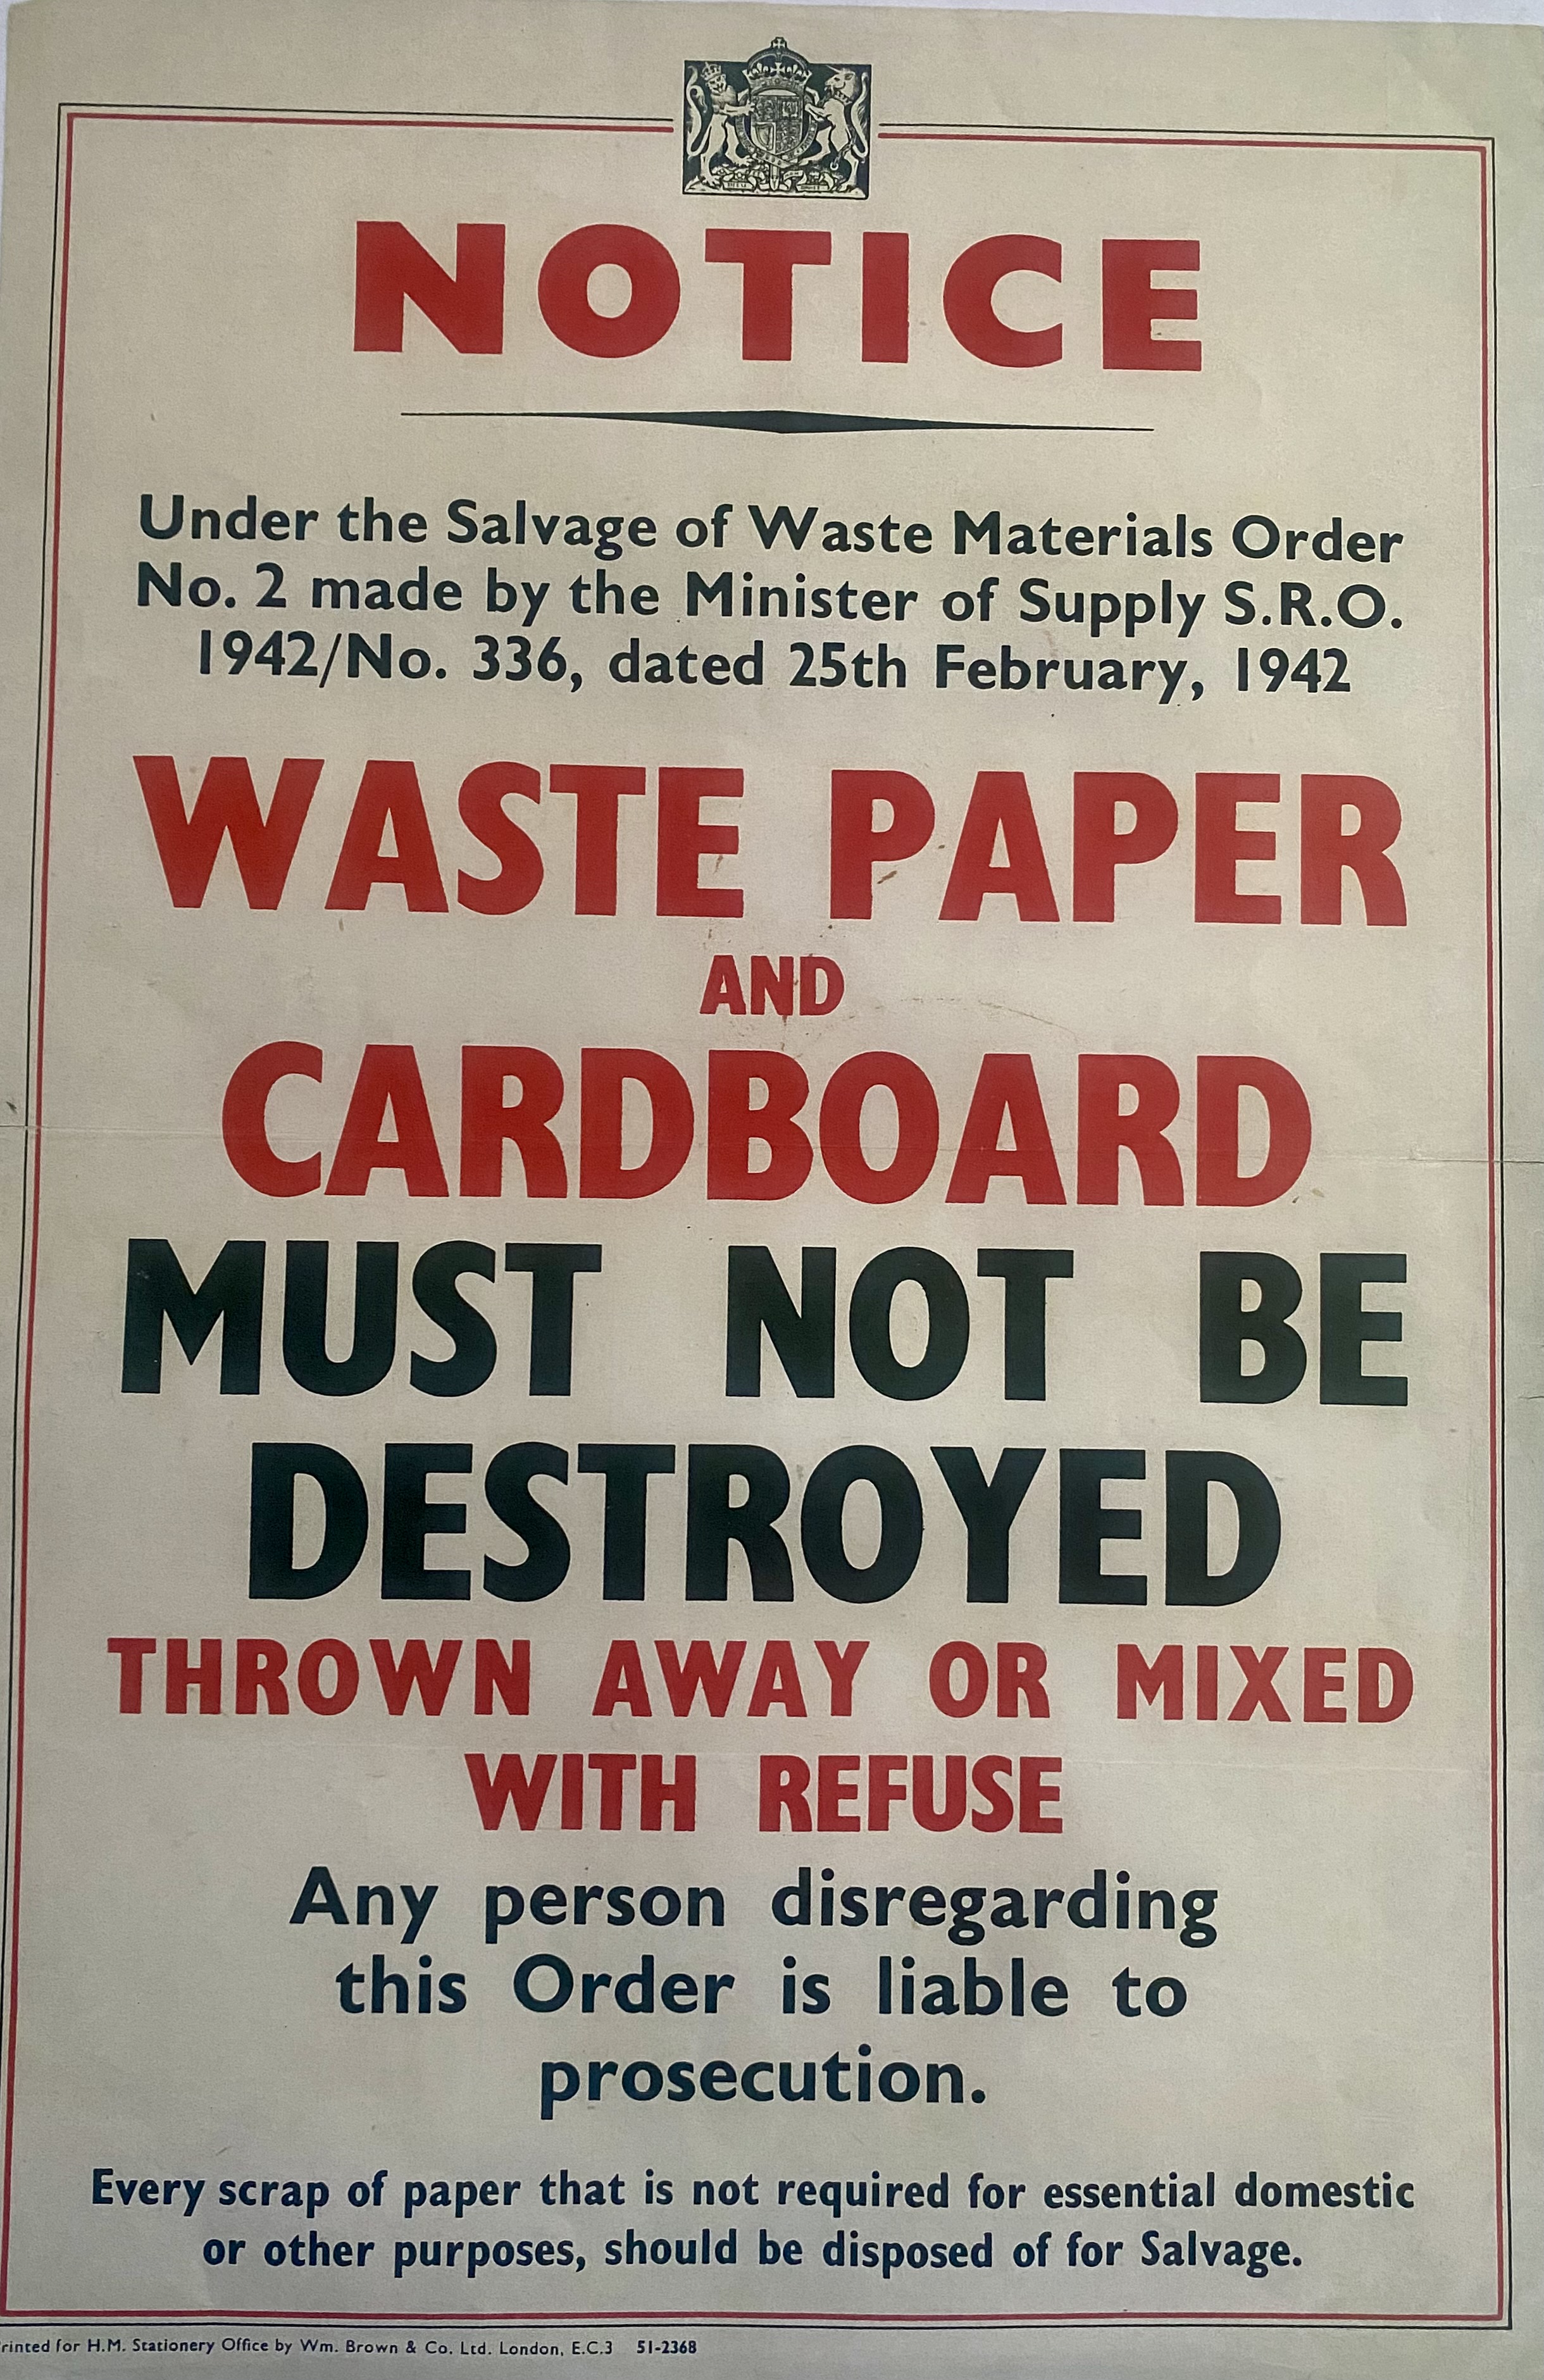 NOTICE
Under the Salvage of Waste Materials Order
No. 2 made by the Minister of Supply S.R.O.
1942/No. 336, dated 25th February, 1942
WASTE PAPER
AND
CARDBOARD
MUST NOT BE
DESTROYED
THROWN AWAY OR MIXED
WITH REFUSE
Any person disregarding
this Order is liable to
prosecution.
Every scrap of paper that is not required for essential domestic
or other purposes, should be disposed of for Salvage.
rinted for H.M. Stationery Office by Wm. Brown & Co. Ltd. London, E.C.3 51-2368